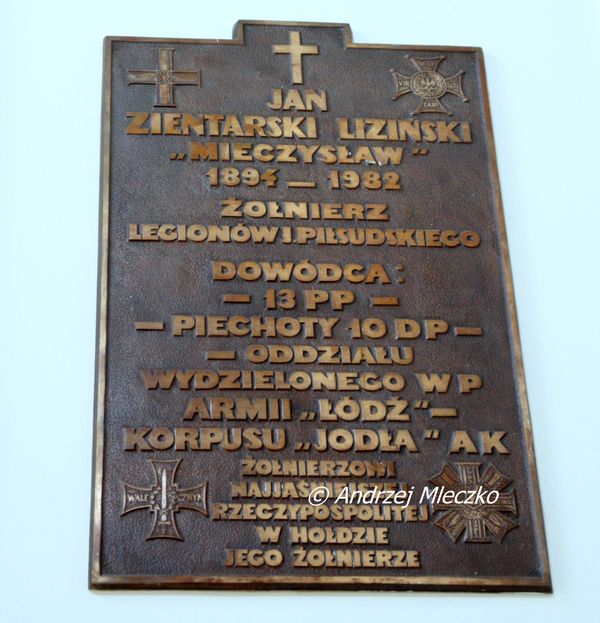 JAN
ZIENTARSKI LIZIŃSKI
„MIECZYSŁAW"
1894 — 1982
ŻOŁNIERZ
LEGIONÓW J. PIŁSUDSKIEGO
DOWÓDCA:
— 13 PP —
— PIECHOTY 10 DP —
— ODDZIAŁU
WYDZIELONEGO WP
ARMII „ŁÓDŹ" —
KORPUSU „JODŁA" AK
ŻOŁNIERZOWI
NAJJAŚNIEJSZEJ
RZECZYPOSPOLITEJ
W HOŁDZIE
JEGO ŻOŁNIERZE
WALECZNYM
© Andrzej Mleczko